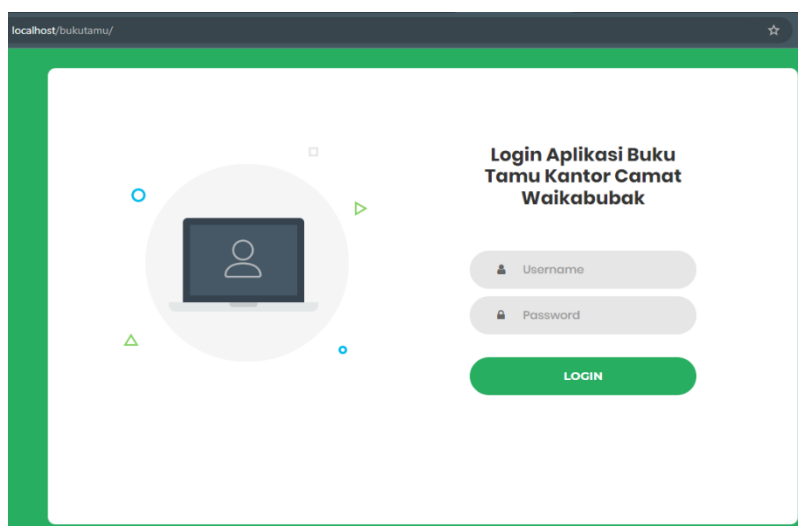 localhost/bukutamu/
Login Aplikasi Buku
Tamu Kantor Camat
Waikabubak
Username
Password
LOGIN